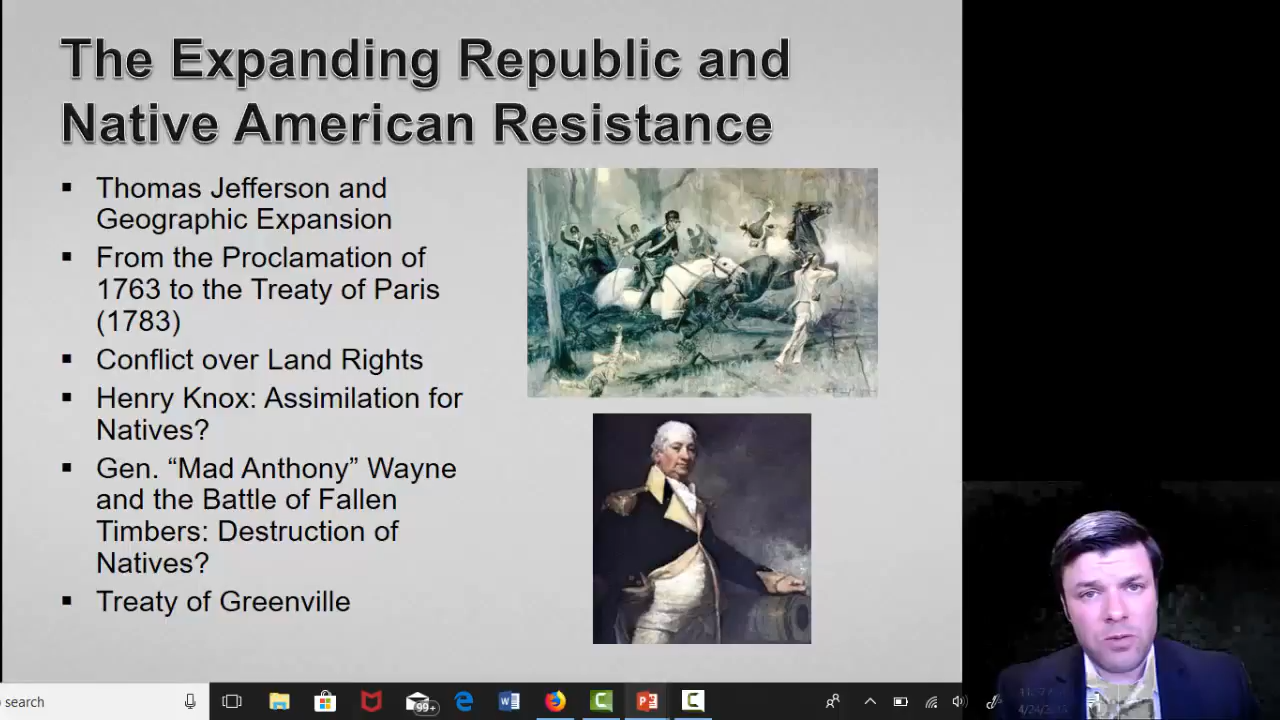 The Expanding Republic and
Native American Resistance
▪ Thomas Jefferson and
Geographic Expansion
▪ From the Proclamation of
1763 to the Treaty of Paris
(1783)
▪ Conflict over Land Rights
▪ Henry Knox: Assimilation for
Natives?
▪ Gen. “Mad Anthony” Wayne
and the Battle of Fallen
Timbers: Destruction of
Natives?
▪ Treaty of Greenville
search
99+